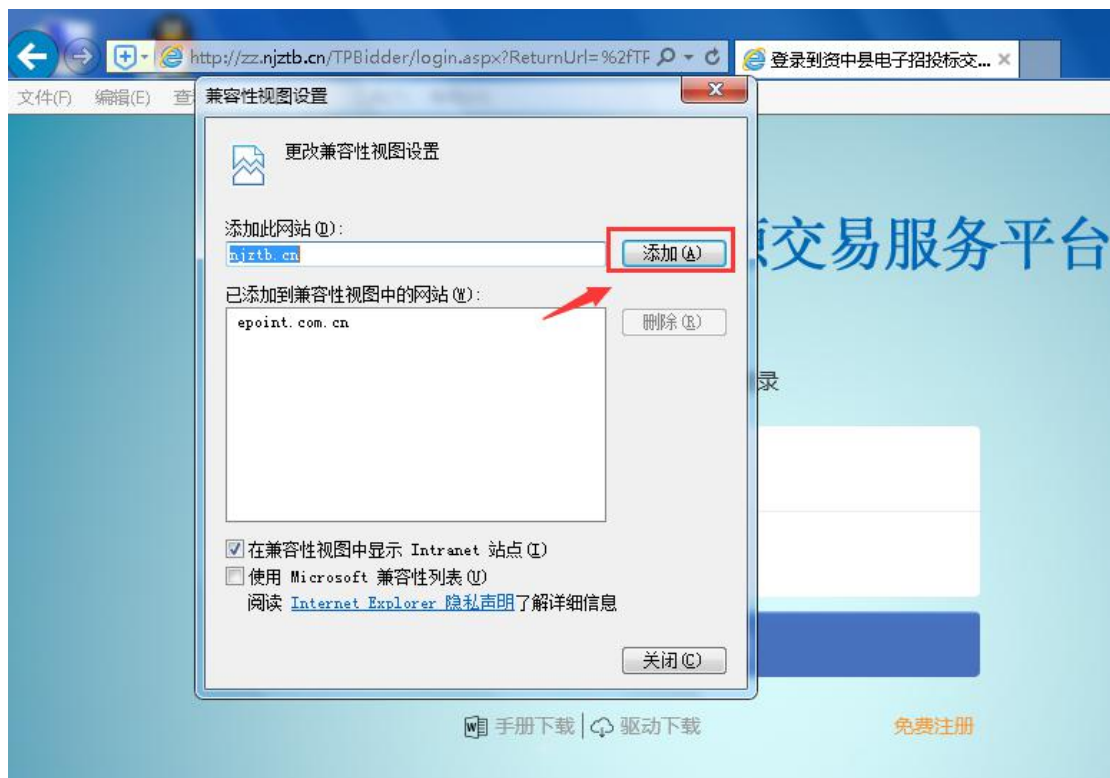 http://zz.njztb.cn/TPBidder/login.aspx?ReturnUrl=%2fTF
登录到资中县电子招投标交...
文件(F) 编辑(E) 查
兼容性视图设置
更改兼容性视图设置
添加此网站(D):
njztb.cn
添加(A)
已添加到兼容性视图中的网站(W):
epoint.com.cn
删除(R)
交易服务平台
录
在兼容性视图中显示 Intranet 站点(I)
使用 Microsoft 兼容性列表(U)
阅读 Internet Explorer 隐私声明了解详细信息
关闭(C)
手册下载 | 驱动下载
免费注册